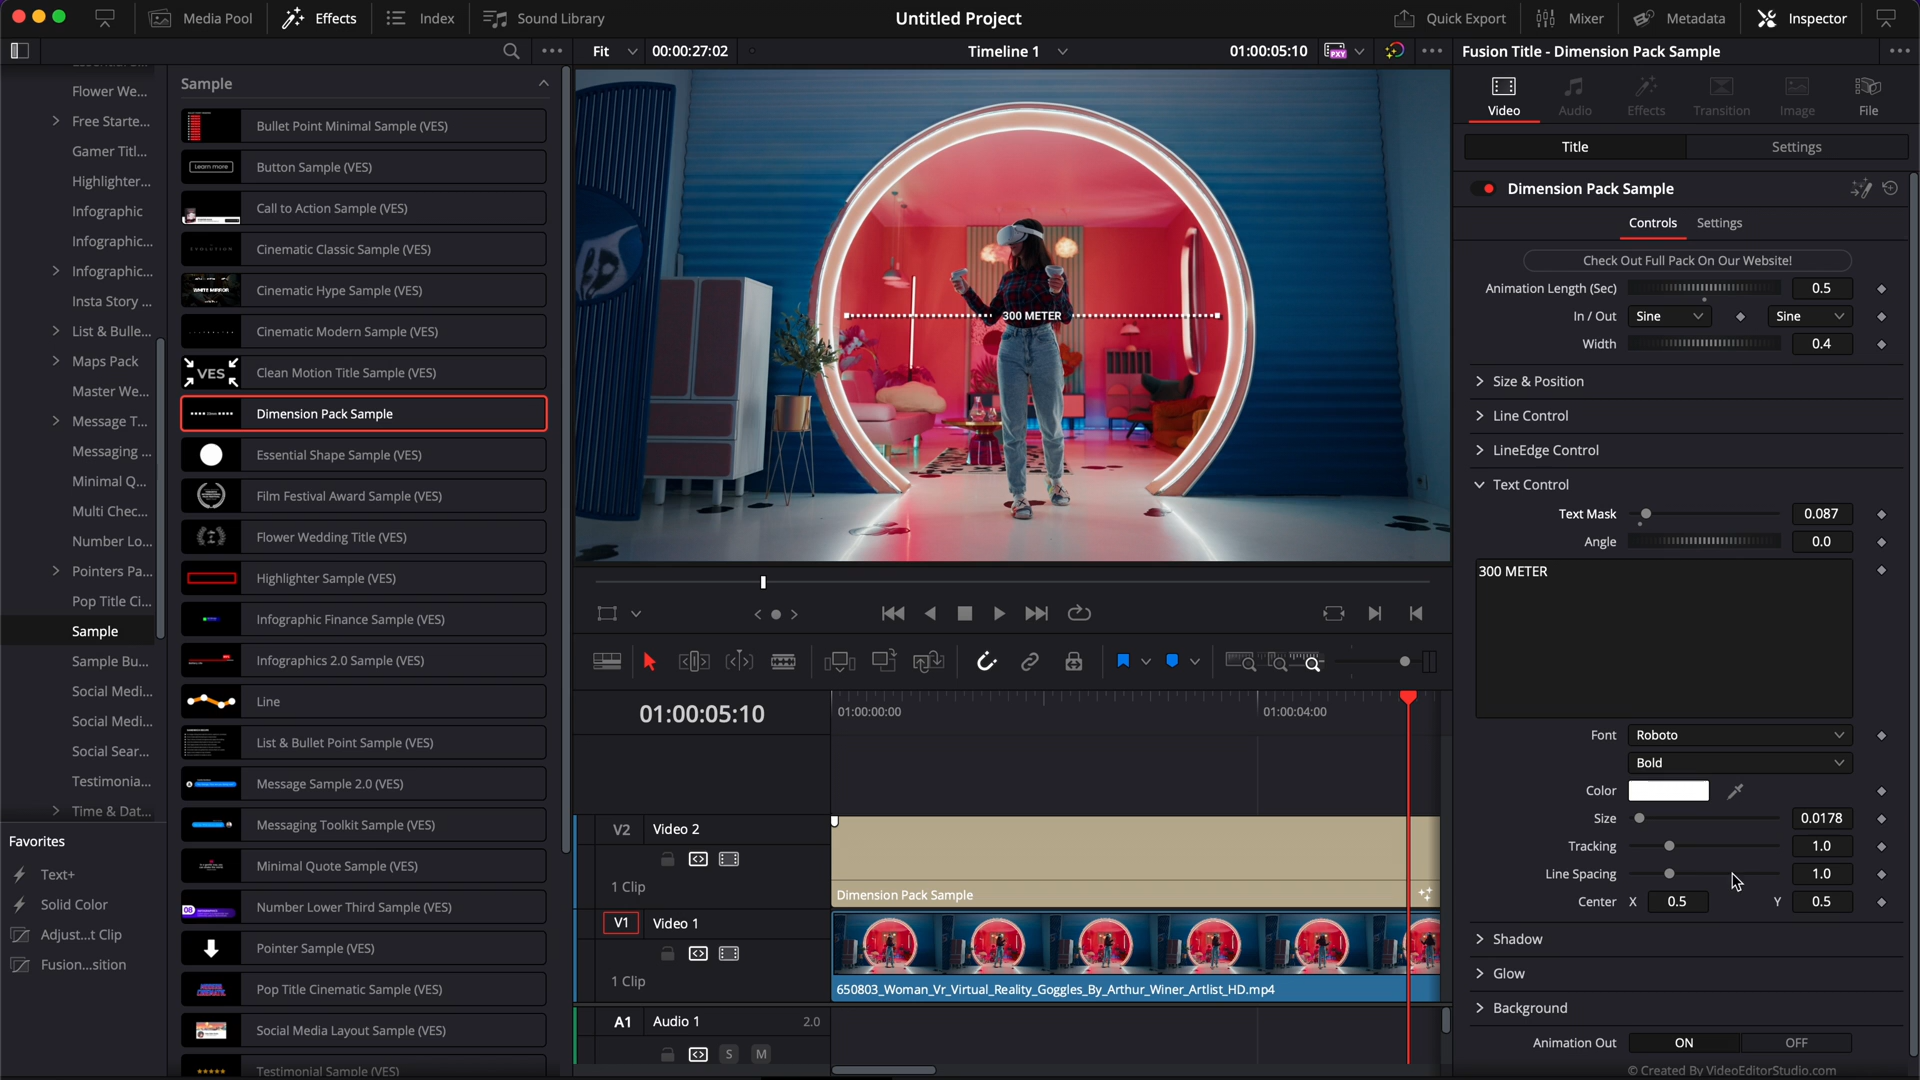 Media Pool
Effects
Index
Sound Library
Untitled Project
Quick Export
Mixer
Metadata
Inspector
Fit
00:00:27:02
Timeline 1
01:00:05:10
PXY
Fusion Title - Dimension Pack Sample
Flower We...
Free Starte...
Gamer Titl...
Highlighter...
Infographic
Infographic...
Infographic...
Insta Story ...
List & Bulle...
Maps Pack
Master We...
Message T...
Messaging ...
Minimal Q...
Multi Chec...
Number Lo...
Pointers Pa...
Pop Title Ci...
Sample
Sample Bu...
Social Medi...
Social Medi...
Social Sear...
Testimonia...
Time & Dat...
Favorites
Text+
Solid Color
Adjust...t Clip
Fusion...sition
Sample
Bullet Point Minimal Sample (VES)
Learn more
Button Sample (VES)
Call to Action Sample (VES)
Cinematic Classic Sample (VES)
Cinematic Hype Sample (VES)
Cinematic Modern Sample (VES)
VES
Clean Motion Title Sample (VES)
Dimension Pack Sample
Essential Shape Sample (VES)
Film Festival Award Sample (VES)
Flower Wedding Title (VES)
Highlighter Sample (VES)
Infographic Finance Sample (VES)
Infographics 2.0 Sample (VES)
Line
List & Bullet Point Sample (VES)
Message Sample 2.0 (VES)
Messaging Toolkit Sample (VES)
Minimal Quote Sample (VES)
Number Lower Third Sample (VES)
Pointer Sample (VES)
Pop Title Cinematic Sample (VES)
Social Media Layout Sample (VES)
Testimonial Sample (VES)
300 METER
01:00:05:10
01:00:00:00
01:00:04:00
V2
Video 2
1 Clip
Dimension Pack Sample
V1
Video 1
1 Clip
650803_Woman_Vr_Virtual_Reality_Goggles_By_Arthur_Winer_Artlist_HD.mp4
A1
Audio 1
2.0
S
M
Video
Audio
Effects
Transition
Image
File
Title
Settings
Dimension Pack Sample
Controls
Settings
Check Out Full Pack On Our Website!
Animation Length (Sec)
0.5
In / Out
Sine
Sine
Width
0.4
Size & Position
Line Control
LineEdge Control
Text Control
Text Mask
0.087
Angle
0.0
300 METER
Font
Roboto
Bold
Color
Size
0.0178
Tracking
1.0
Line Spacing
1.0
Center X 0.5 Y 0.5
Shadow
Glow
Background
Animation Out
ON
OFF
© Created By VideoEditorStudio.com